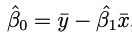 β̂₀ = ȳ − β̂₁x̄,